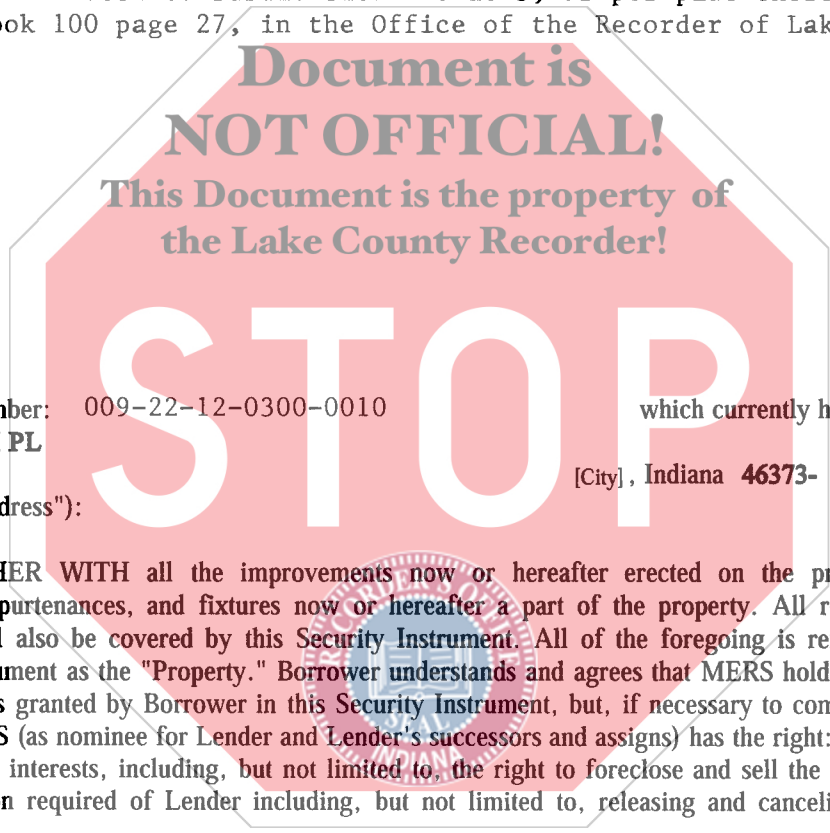 ook 100 page 27, in the Office of the Recorder of Lak
Document is
NOT OFFICIAL!
This Document is the property of
the Lake County Recorder!
STOP
nber: 009-22-12-0300-0010 which currently h
PL
[City], Indiana 46373-
dress"):
HER WITH all the improvements now or hereafter erected on the pr
purtenances, and fixtures now or hereafter a part of the property. All r
l also be covered by this Security Instrument. All of the foregoing is re
ument as the "Property." Borrower understands and agrees that MERS hold
s granted by Borrower in this Security Instrument, but, if necessary to com
S (as nominee for Lender and Lender's successors and assigns) has the right:
interests, including, but not limited to, the right to foreclose and sell the
n required of Lender including, but not limited to, releasing and canceli
RECORDER'S OFF
SEAL
INDIANA